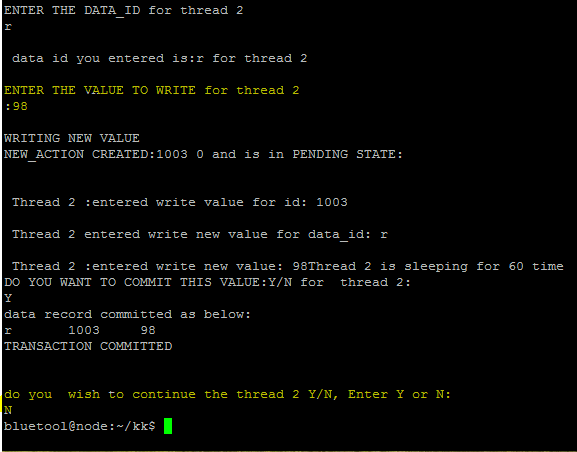 ENTER THE DATA_ID for thread 2
r
data id you entered is:r for thread 2
ENTER THE VALUE TO WRITE for thread 2
:98
WRITING NEW VALUE
NEW_ACTION CREATED:1003 0 and is in PENDING STATE:
Thread 2 :entered write value for id: 1003
Thread 2 entered write new value for data_id: r
Thread 2 :entered write new value: 98Thread 2 is sleeping for 60 time
DO YOU WANT TO COMMIT THIS VALUE:Y/N for  thread 2:
Y
data record committed as below:
r       1003     98
TRANSACTION COMMITTED
do you  wish to continue the thread 2 Y/N, Enter Y or N:
N
bluetool@node:~/kk$